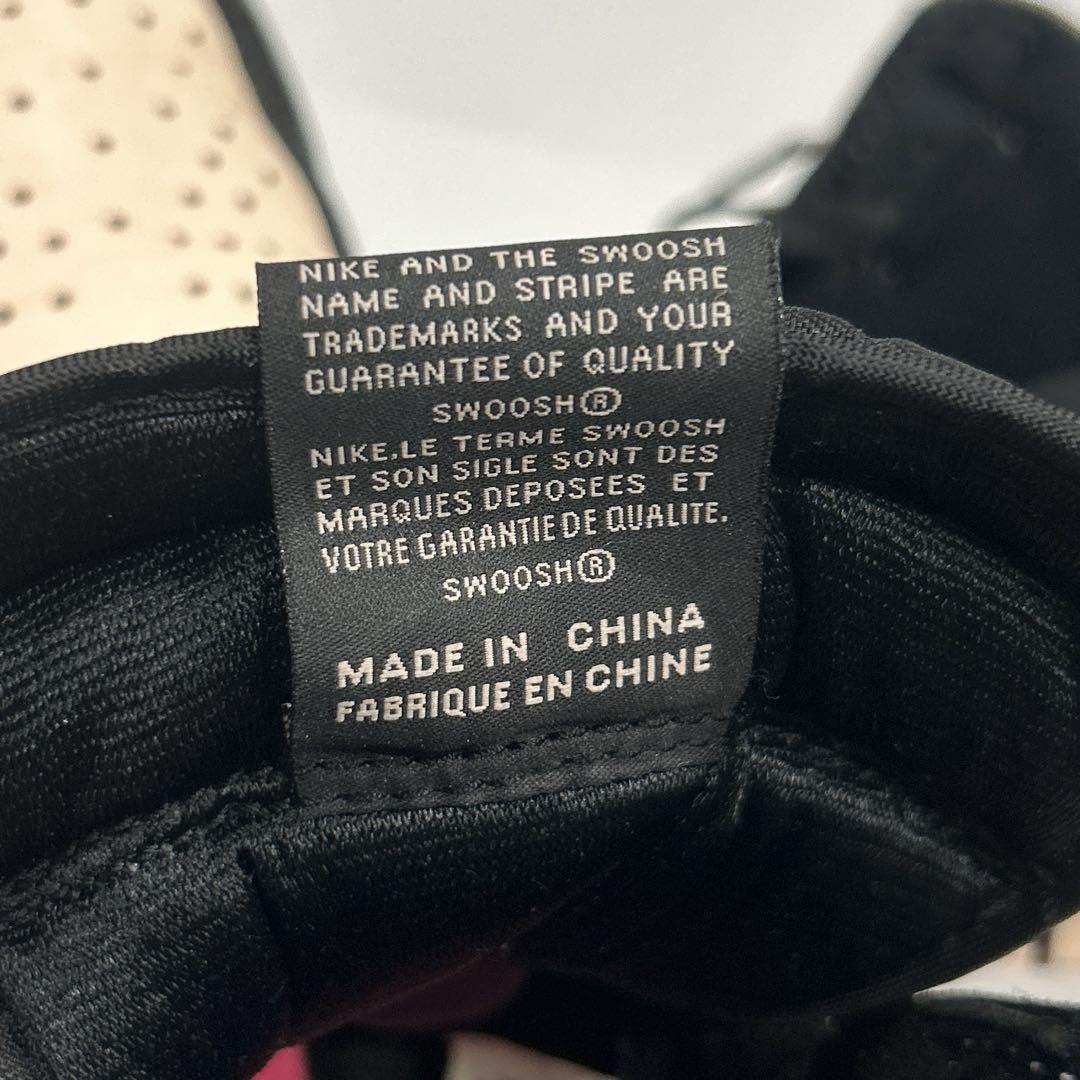 NIKE AND THE SWOOSH
NAME AND STRIPE ARE
TRADEMARKS AND YOUR
GUARANTEE OF QUALITY
SWOOSH®
NIKE.LE TERME SWOOSH
ET SON SIGLE SONT DES
MARQUES DEPOSEES ET
VOTRE GARANTIE DE QUALITE.
SWOOSH®
MADE IN CHINA
FABRIQUE EN CHINE